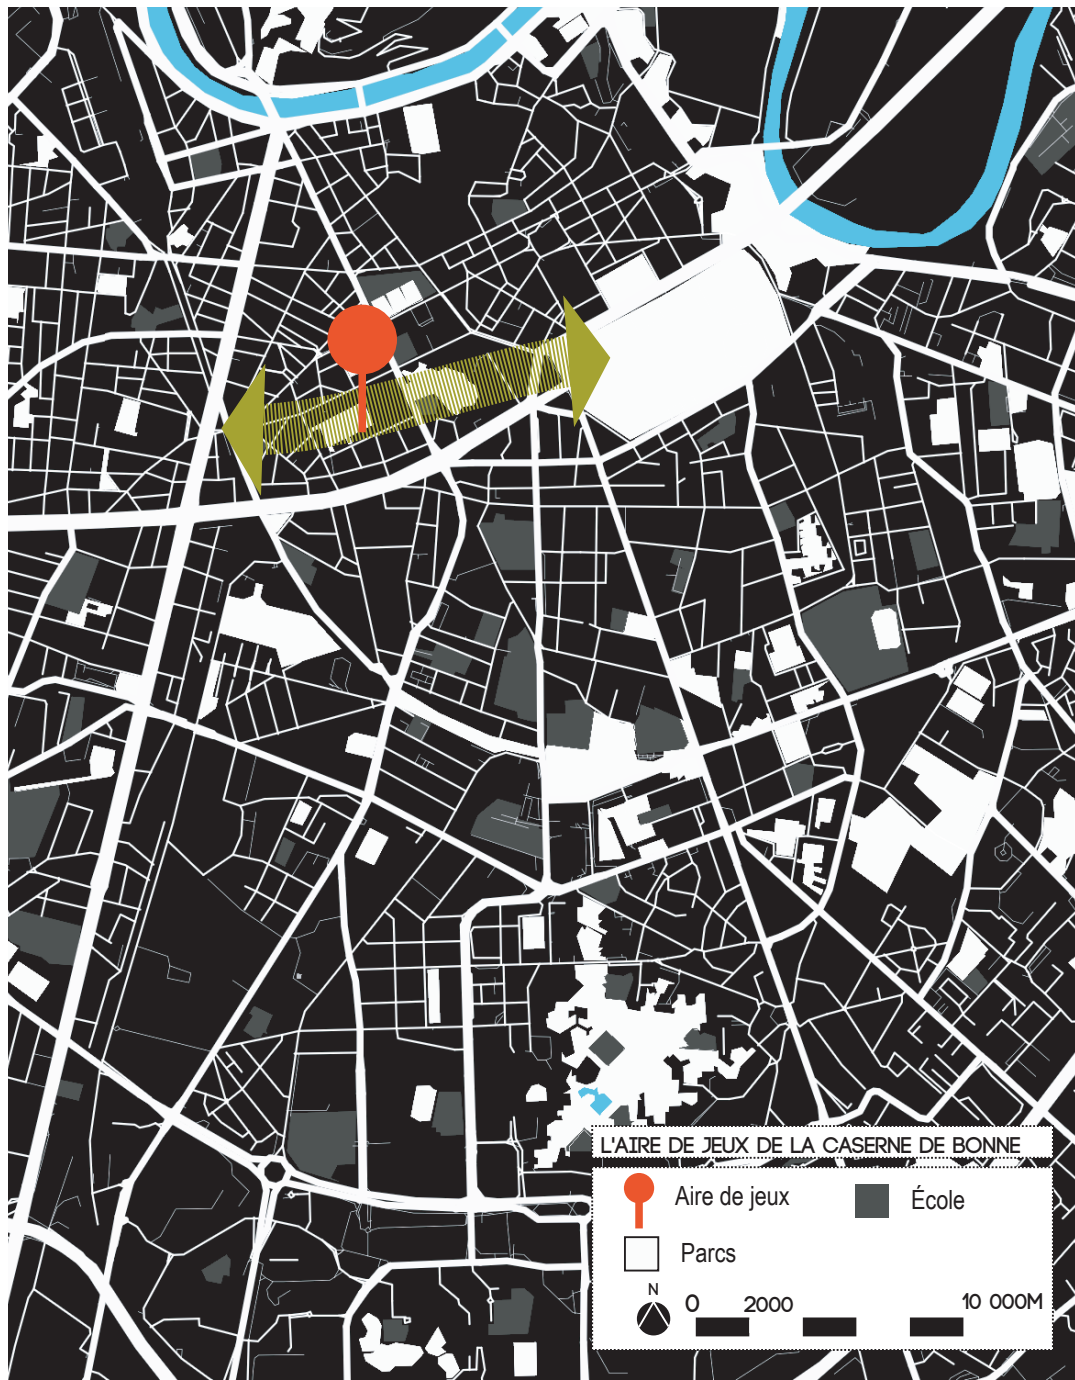 L'AIRE DE JEUX DE LA CASERNE DE BONNE
Aire de jeux
École
Parcs
N
0 2000 10 000M